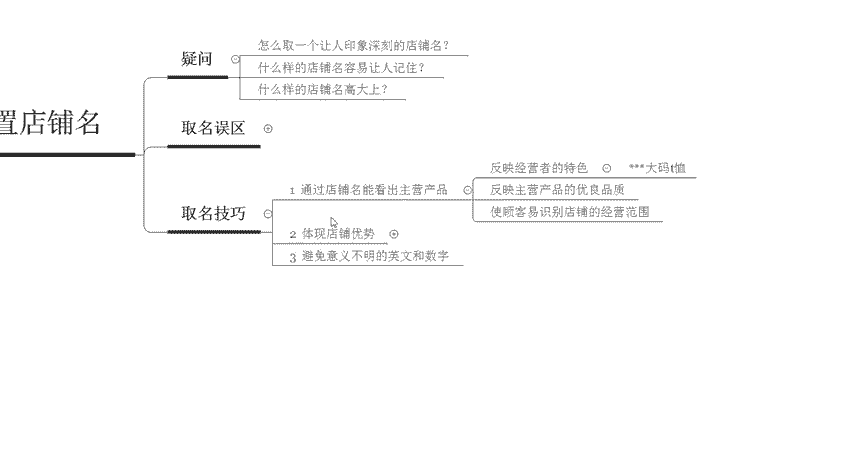 置店铺名
疑问
怎么取一个让人印象深刻的店铺名？
什么样的店铺名容易让人记住？
什么样的店铺名高大上？
取名误区
取名技巧
1 通过店铺名能看出主营产品
反映经营者的特色
***大码t恤
反映主营产品的优良品质
使顾客易识别店铺的经营范围
2 体现店铺优势
3 避免意义不明的英文和数字